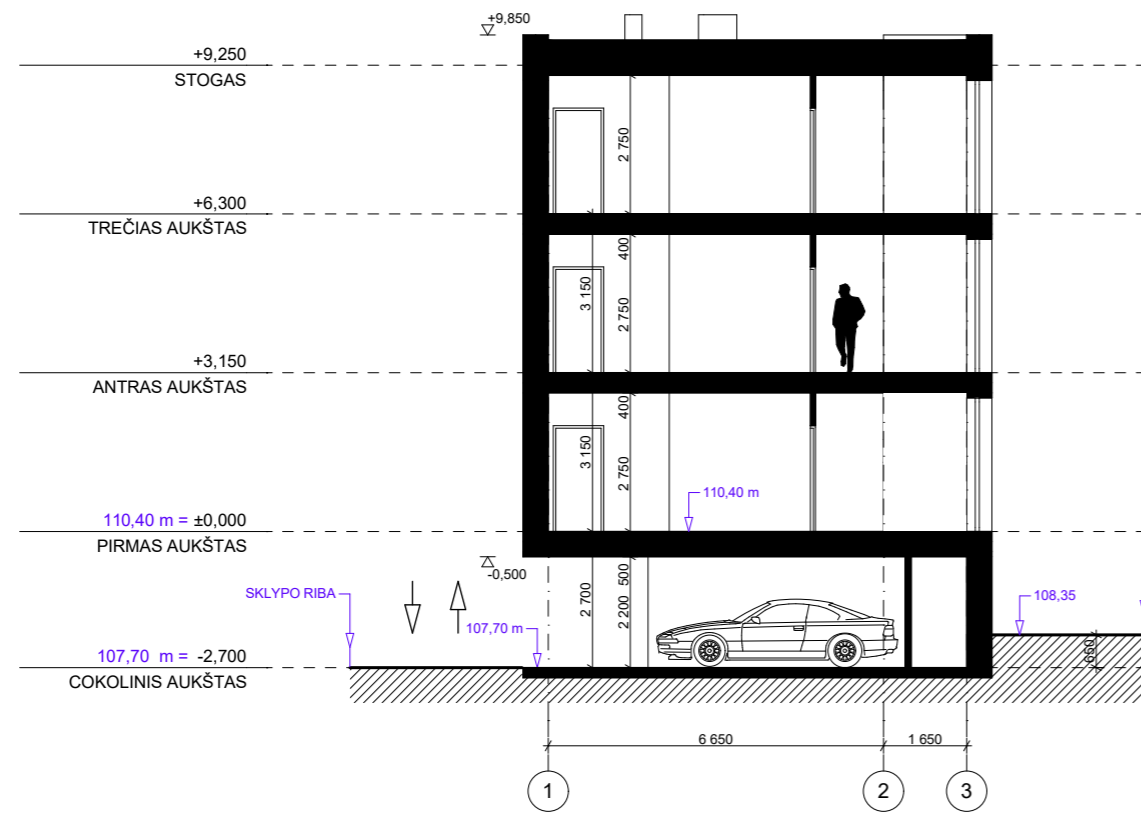 +9,850
+9,250
STOGAS
2 750
+6,300
TREČIAS AUKŠTAS
400
3 150
2 750
+3,150
ANTRAS AUKŠTAS
400
3 150
2 750
110,40 m
110,40 m = ±0,000
PIRMAS AUKŠTAS
-0,500
500
2 700
2 200
SKLYPO RIBA
108,35
107,70 m
650
107,70 m = -2,700
COKOLINIS AUKŠTAS
6 650
1 650
1
2
3